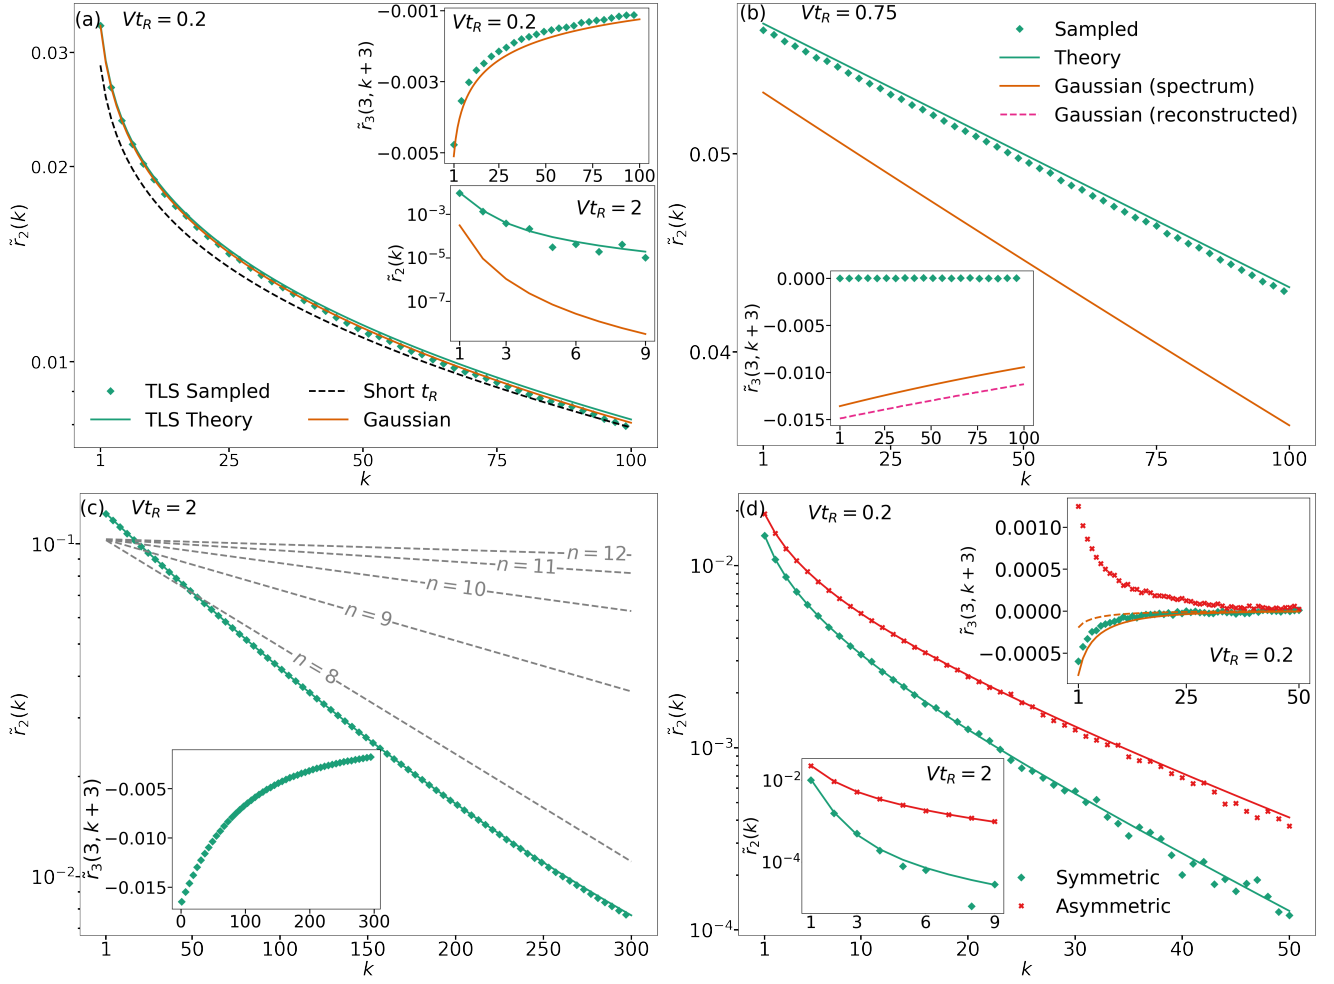 (a) Vt_R = 0.2
r̃_2(k)
0.03
0.02
0.01
1 25 50 75 100
k
TLS Sampled
TLS Theory
Short t_R
Gaussian
Vt_R = 0.2
r̃_3(3, k + 3)
−0.001
−0.003
−0.005
1 25 50 75 100
Vt_R = 2
r̃_2(k)
10^−3
10^−5
10^−7
1 3 6 9
(b) Vt_R = 0.75
Sampled
Theory
Gaussian (spectrum)
Gaussian (reconstructed)
r̃_2(k)
0.05
0.04
1 25 50 75 100
k
r̃_3(3, k + 3)
0.000
−0.005
−0.010
−0.015
1 25 50 75 100
(c) Vt_R = 2
r̃_2(k)
10^−1
10^−2
n = 12
n = 11
n = 10
n = 9
n = 8
1 50 100 150 200 250 300
k
r̃_3(3, k + 3)
−0.005
−0.010
−0.015
0 100 200 300
(d) Vt_R = 0.2
r̃_2(k)
10^−2
10^−3
10^−4
1 10 20 30 40 50
k
Symmetric
Asymmetric
r̃_3(3, k + 3)
0.0010
0.0005
0.0000
−0.0005
Vt_R = 0.2
1 25 50
Vt_R = 2
r̃_2(k)
10^−2
10^−4
1 3 6 9